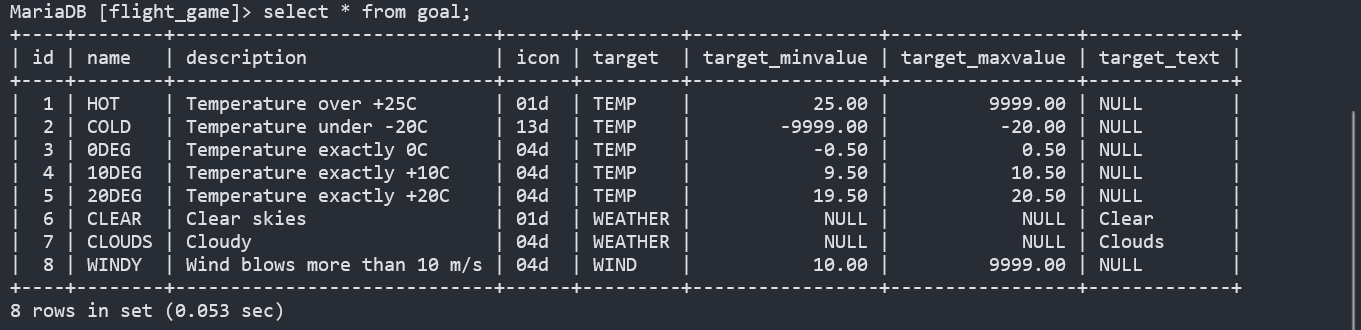 MariaDB [flight_game]> select * from goal;
+----+--------+-----------------------------+------+---------+-----------------+-----------------+-------------+
| id | name   | description                 | icon | target  | target_minvalue | target_maxvalue | target_text |
+----+--------+-----------------------------+------+---------+-----------------+-----------------+-------------+
|  1 | HOT    | Temperature over +25C       | 01d  | TEMP    |           25.00 |         9999.00 | NULL        |
|  2 | COLD   | Temperature under -20C      | 13d  | TEMP    |        -9999.00 |          -20.00 | NULL        |
|  3 | 0DEG   | Temperature exactly 0C      | 04d  | TEMP    |           -0.50 |            0.50 | NULL        |
|  4 | 10DEG  | Temperature exactly +10C    | 04d  | TEMP    |            9.50 |           10.50 | NULL        |
|  5 | 20DEG  | Temperature exactly +20C    | 04d  | TEMP    |           19.50 |           20.50 | NULL        |
|  6 | CLEAR  | Clear skies                 | 01d  | WEATHER |            NULL |            NULL | Clear       |
|  7 | CLOUDS | Cloudy                      | 04d  | WEATHER |            NULL |            NULL | Clouds      |
|  8 | WINDY  | Wind blows more than 10 m/s | 04d  | WIND    |           10.00 |         9999.00 | NULL        |
+----+--------+-----------------------------+------+---------+-----------------+-----------------+-------------+
8 rows in set (0.053 sec)